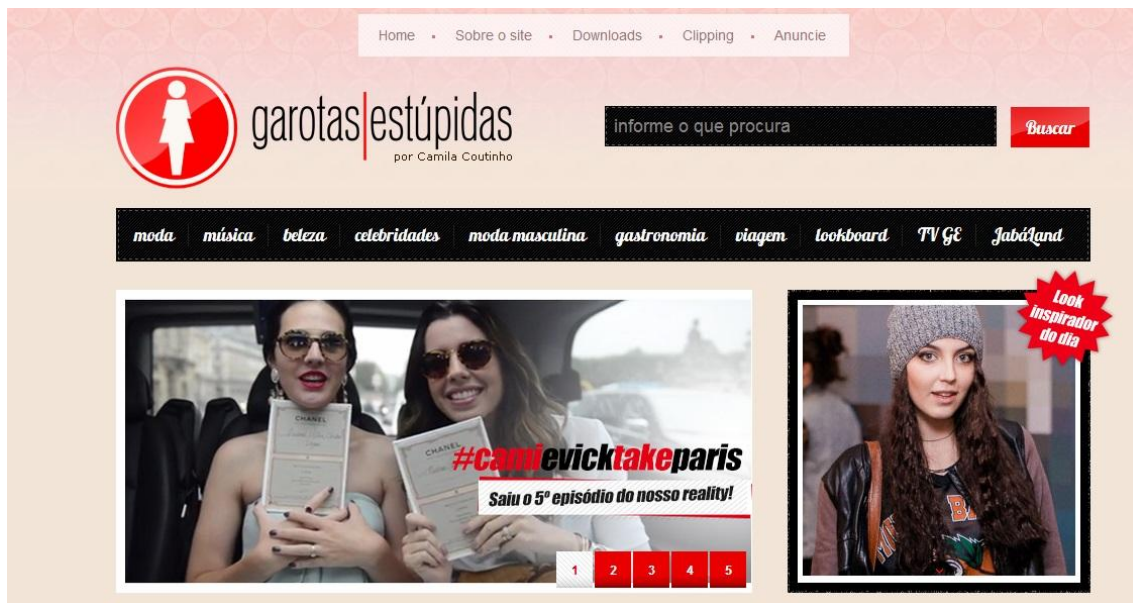 Home • Sobre o site • Downloads • Clipping • Anuncie
garotas|estúpidas
por Camila Coutinho
informe o que procura
Buscar
moda música beleza celebridades moda masculina gastronomia viagem lookboard TV GE JabáLand
CHANEL
CHANEL
#camievicktakeparis
Saiu o 5º episódio do nosso reality!
1 2 3 4 5
Look
inspirador
do dia